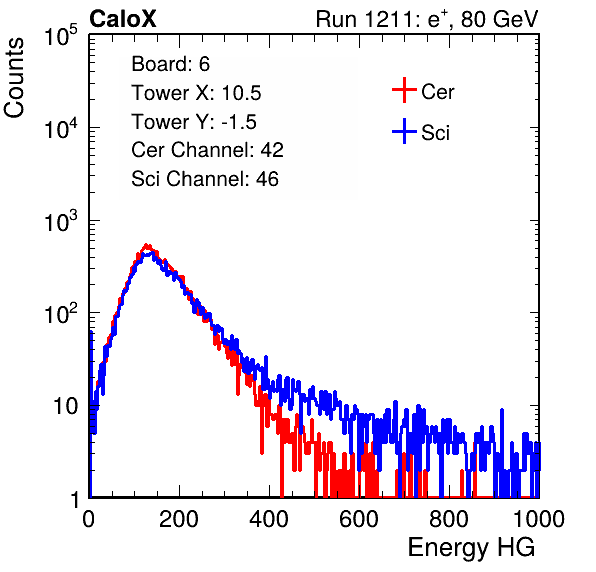 CaloX Run 1211: e⁺, 80 GeV
Counts
10⁵
10⁴
10³
10²
10
1
Board: 6
Tower X: 10.5
Tower Y: -1.5
Cer Channel: 42
Sci Channel: 46
Cer
Sci
0 200 400 600 800 1000
Energy HG